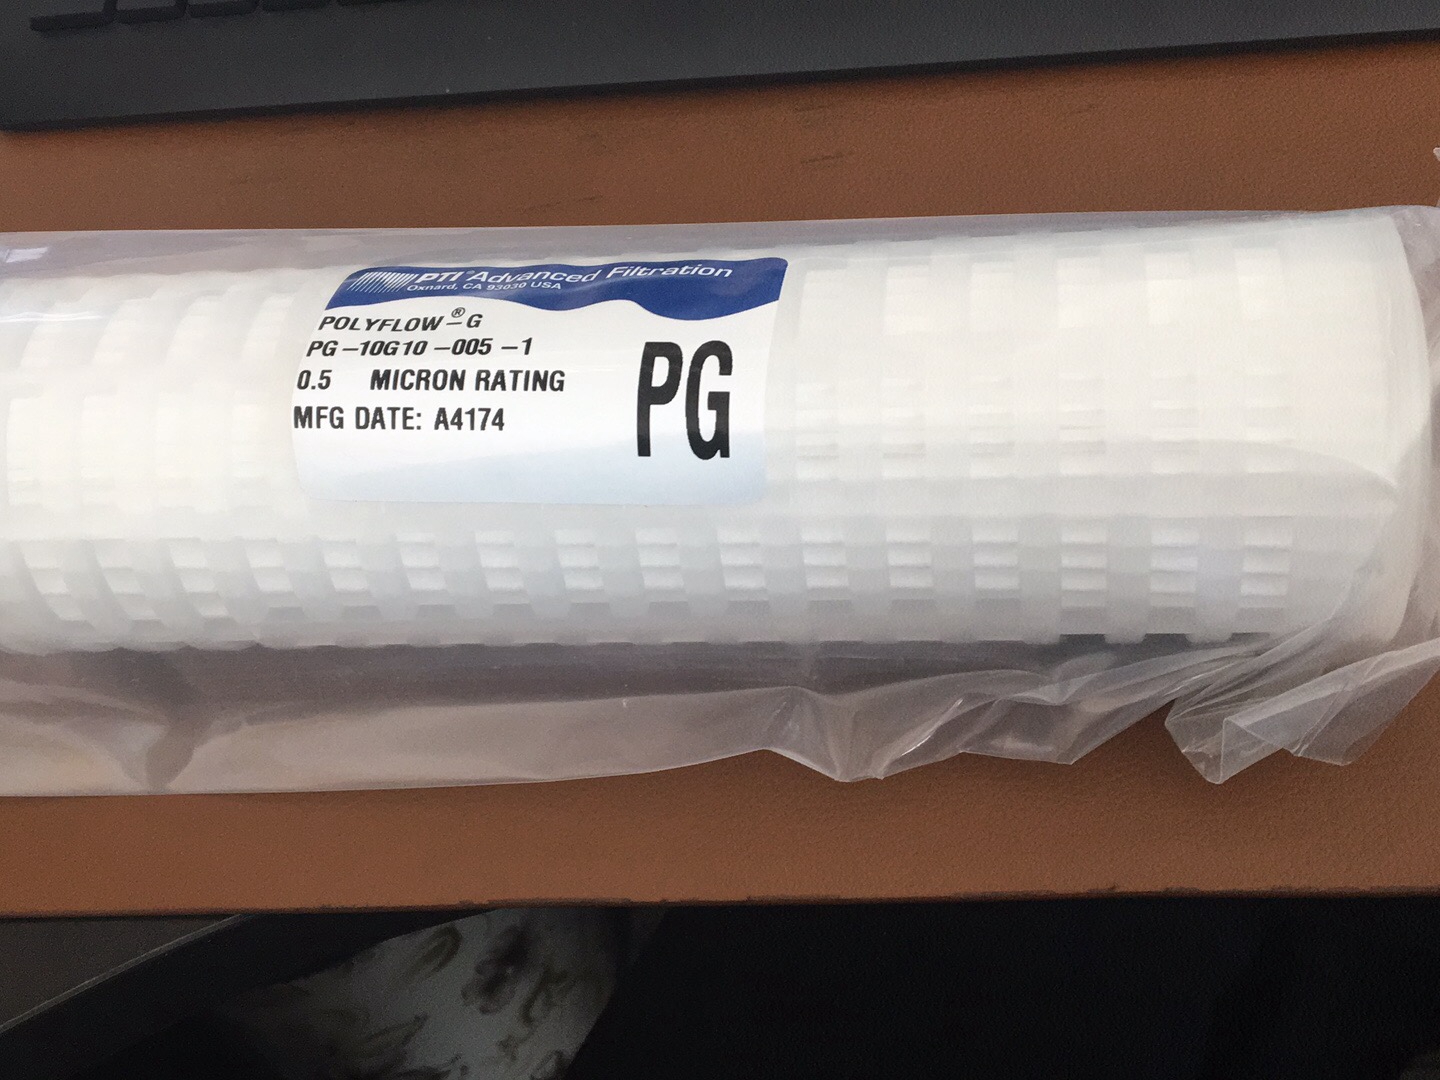 PTI® Advanced Filtration
Oxnard, CA 93030 USA
POLYFLOW®-G
PG-10G10-005-1
0.5 MICRON RATING
MFG DATE: A4174
PG